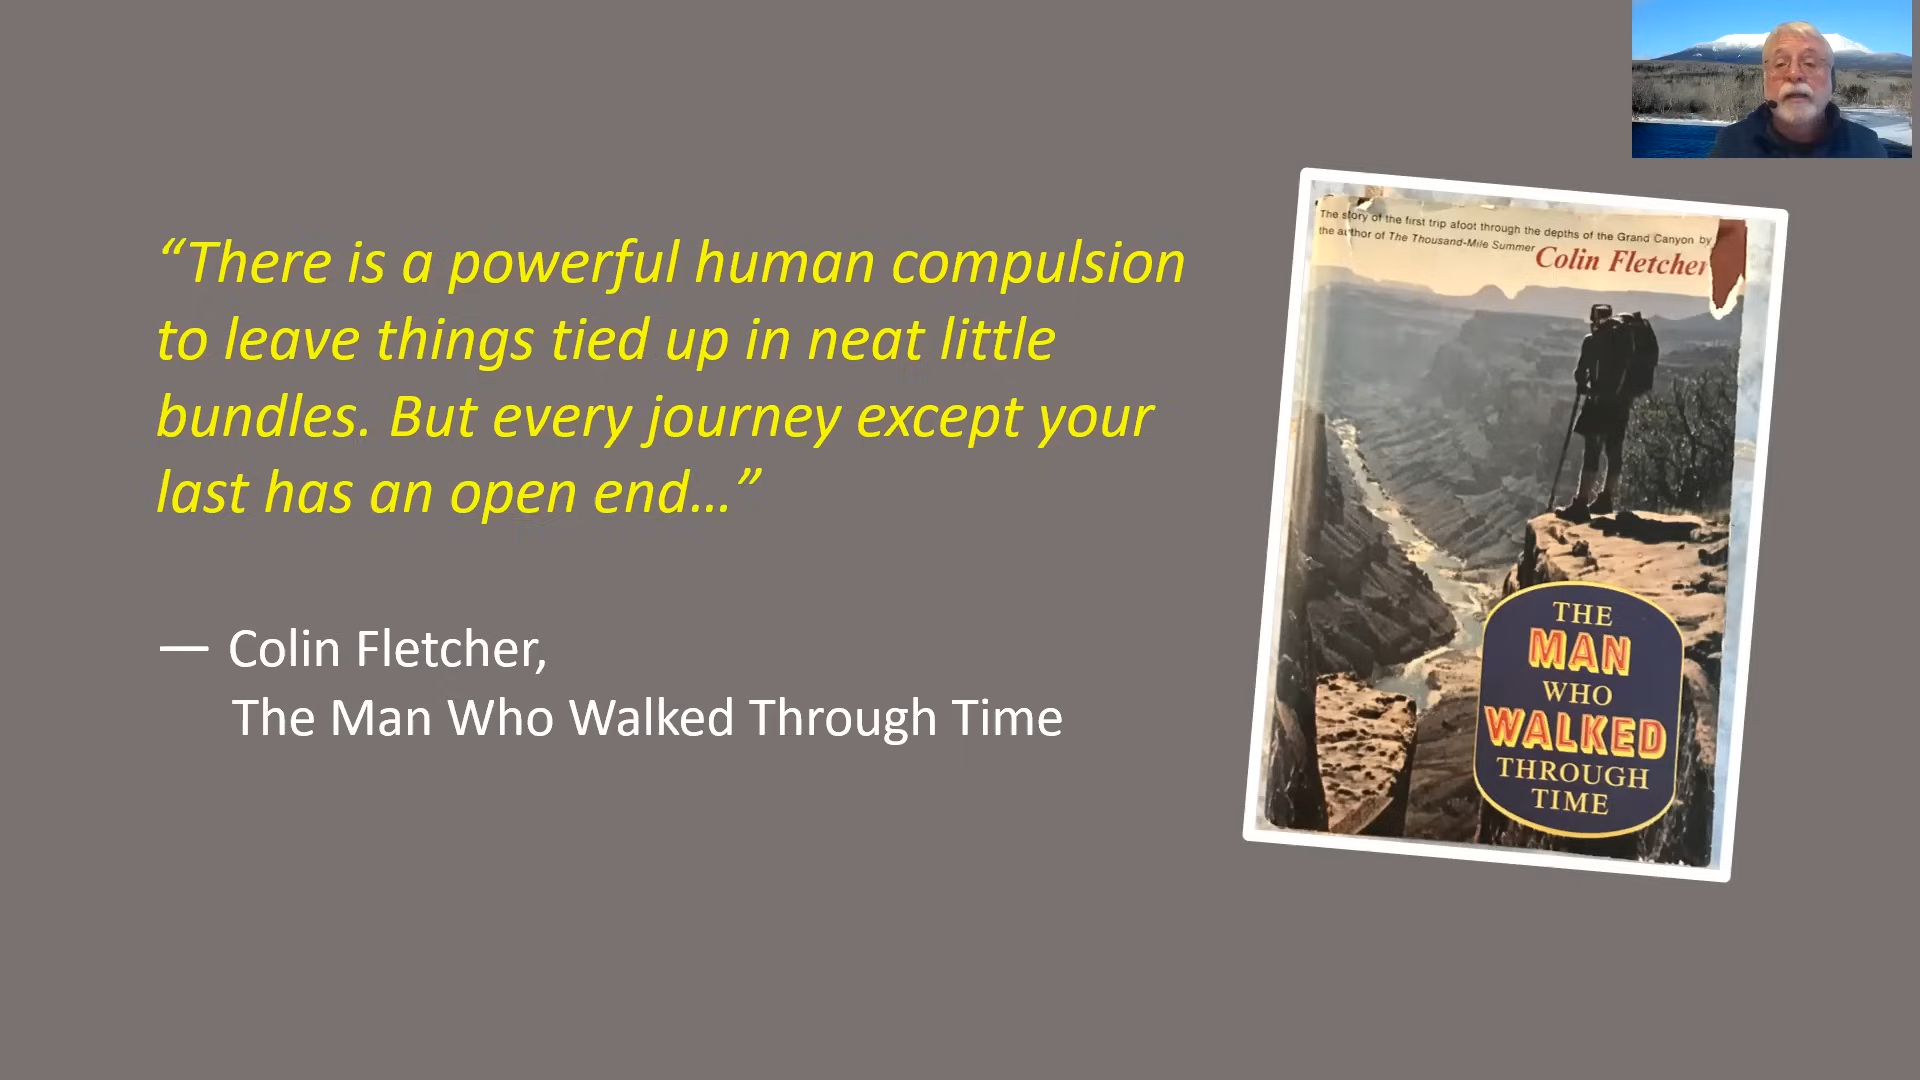 “There is a powerful human compulsion
to leave things tied up in neat little
bundles. But every journey except your
last has an open end…”
— Colin Fletcher,
The Man Who Walked Through Time
The story of the first trip afoot through the depths of the Grand Canyon by
the author of The Thousand-Mile Summer
Colin Fletcher
THE
MAN
WHO
WALKED
THROUGH
TIME